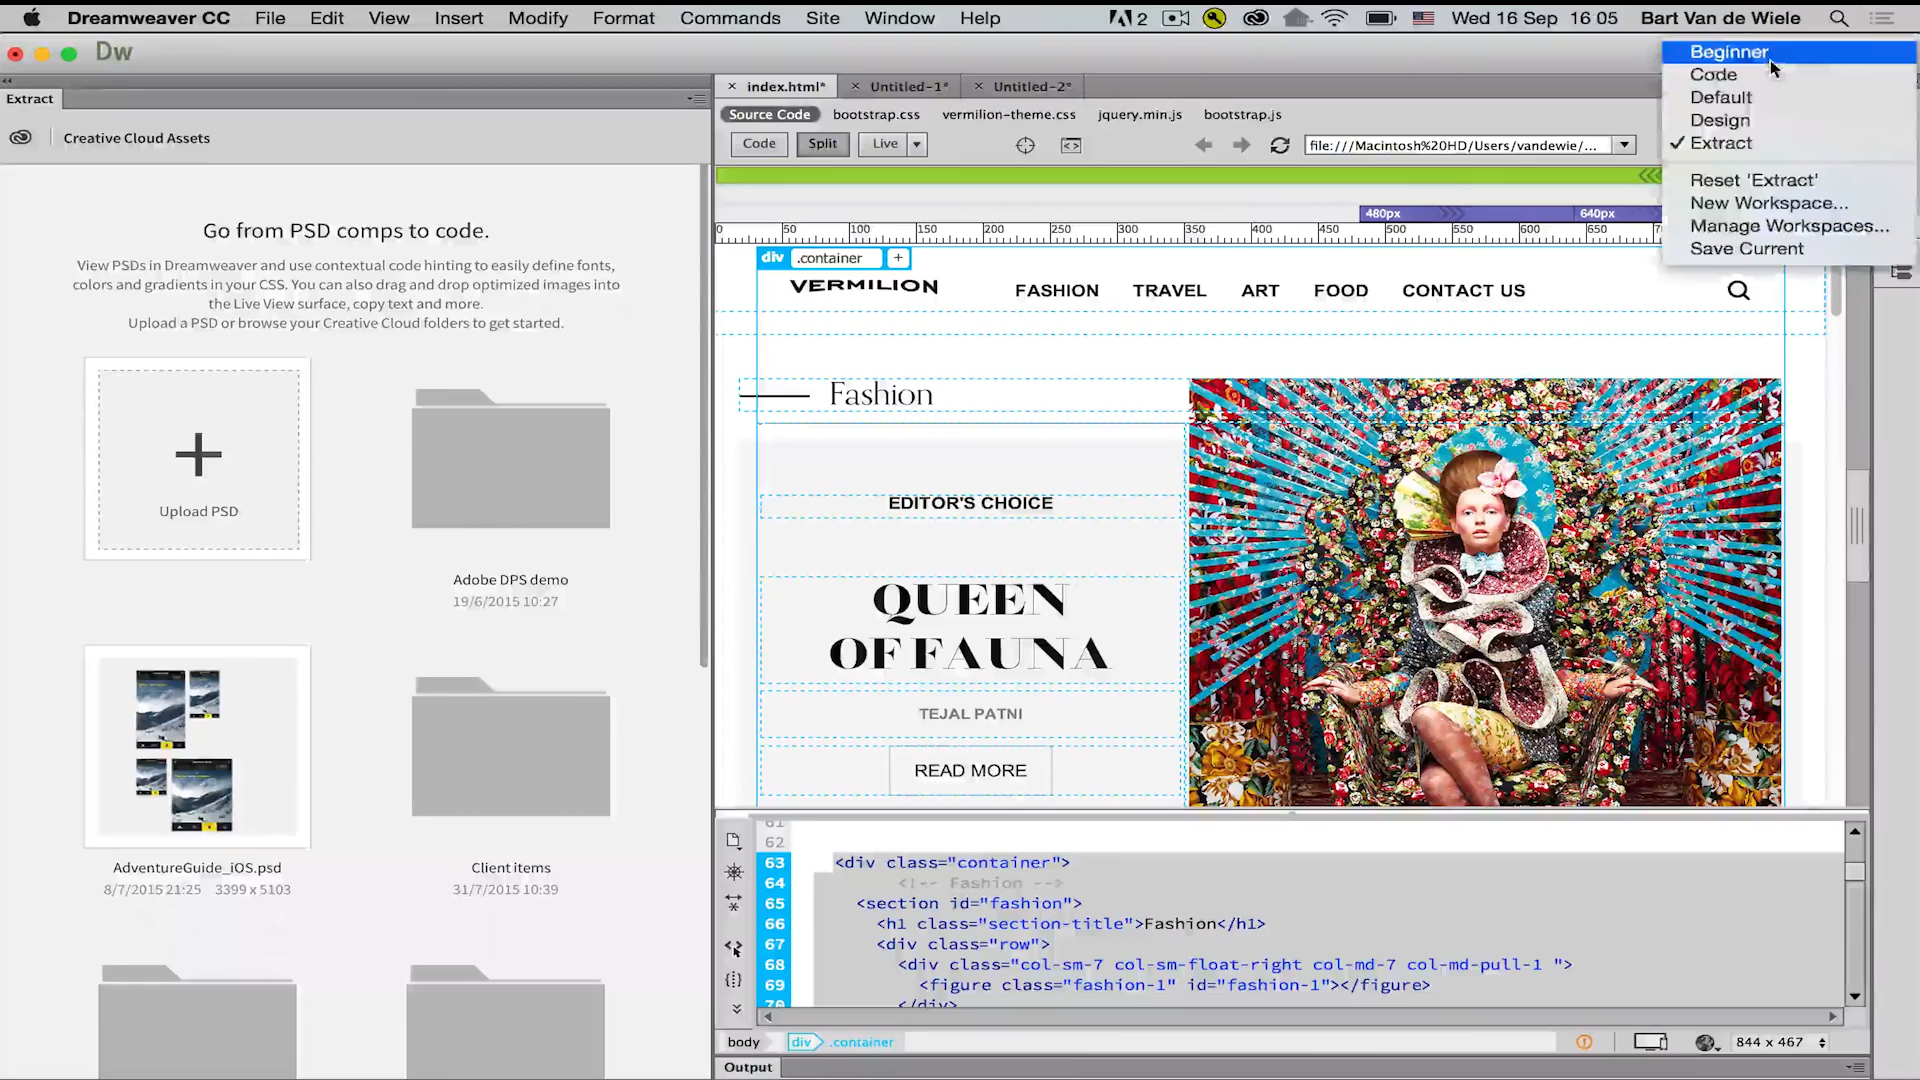 Dreamweaver CC File Edit View Insert Modify Format Commands Site Window Help 2 Wed 16 Sep 16 05 Bart Van de Wiele
Dw
Beginner
Code
Default
Design
✓ Extract
Reset 'Extract'
New Workspace...
Manage Workspaces...
Save Current
Extract
Creative Cloud Assets
Go from PSD comps to code.
View PSDs in Dreamweaver and use contextual code hinting to easily define fonts,
colors and gradients in your CSS. You can also drag and drop optimized images into
the Live View surface, copy text and more.
Upload a PSD or browse your Creative Cloud folders to get started.
Upload PSD
Adobe DPS demo
19/6/2015 10:27
AdventureGuide_iOS.psd
8/7/2015 21:25 3399 x 5103
Client items
31/7/2015 10:39
index.html* Untitled-1* Untitled-2*
Source Code bootstrap.css vermilion-theme.css jquery.min.js bootstrap.js
Code Split Live file:///Macintosh%20HD/Users/vandewie/...
480px 640px
0 50 100 150 200 250 300 350 400 450 500 550 600 650
div .container +
VERMILION FASHION TRAVEL ART FOOD CONTACT US
Fashion
EDITOR'S CHOICE
QUEEN
OF FAUNA
TEJAL PATNI
READ MORE
61
62
63 <div class="container">
64 <!-- Fashion -->
65 <section id="fashion">
66 <h1 class="section-title">Fashion</h1>
67 <div class="row">
68 <div class="col-sm-7 col-sm-float-right col-md-7 col-md-pull-1 ">
69 <figure class="fashion-1" id="fashion-1"></figure>
70 </div>
body div .container 844 x 467
Output